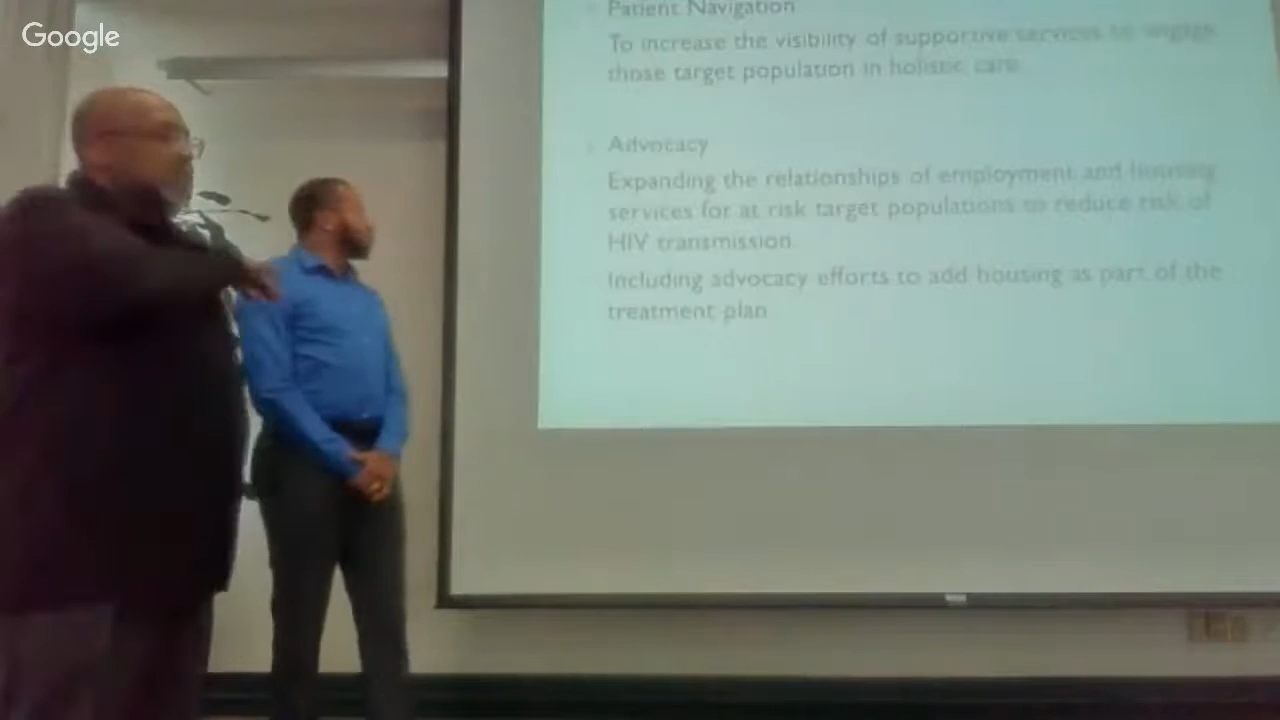 Google
Patient Navigation
To increase the visibility of supportive services to engage
those target population in holistic care
Advocacy
Expanding the relationships of employment and housing
services for at risk target populations to reduce risk of
HIV transmission
Including advocacy efforts to add housing as part of the
treatment plan